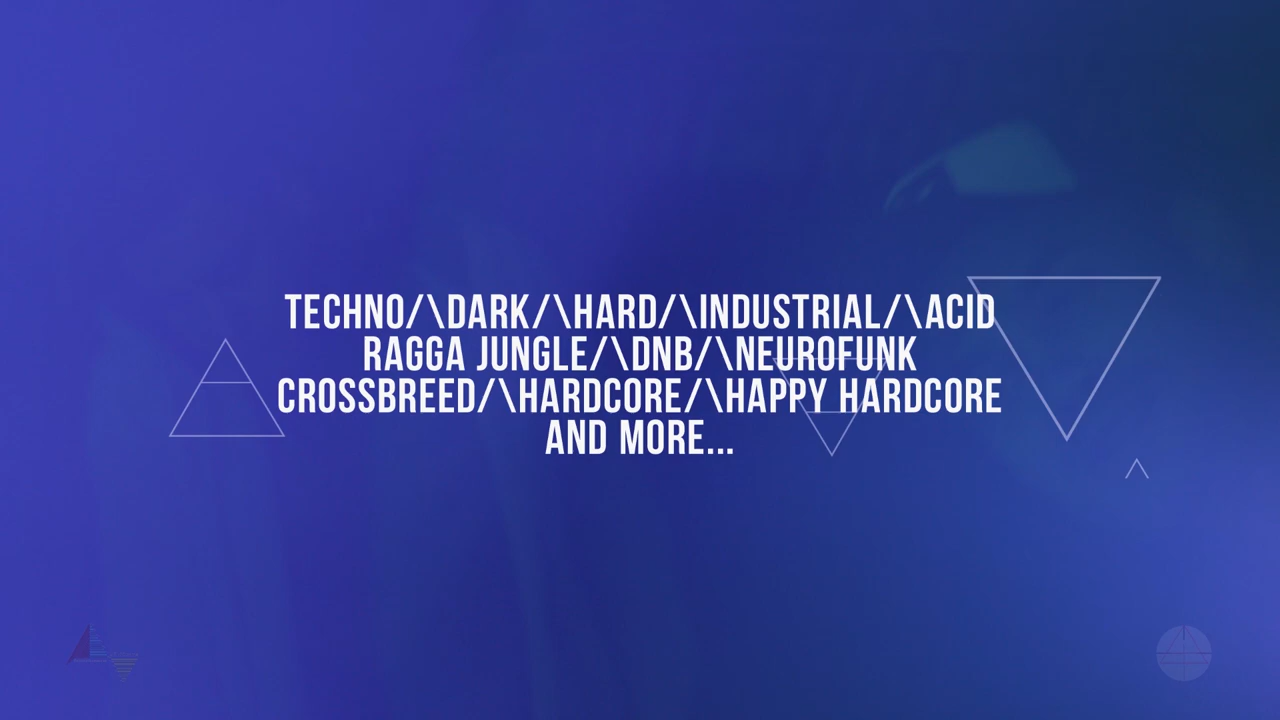 TECHNO/\DARK/\HARD/\INDUSTRIAL/\ACID
RAGGA JUNGLE/\DNB/\NEUROFUNK
CROSSBREED/\HARDCORE/\HAPPY HARDCORE
AND MORE...